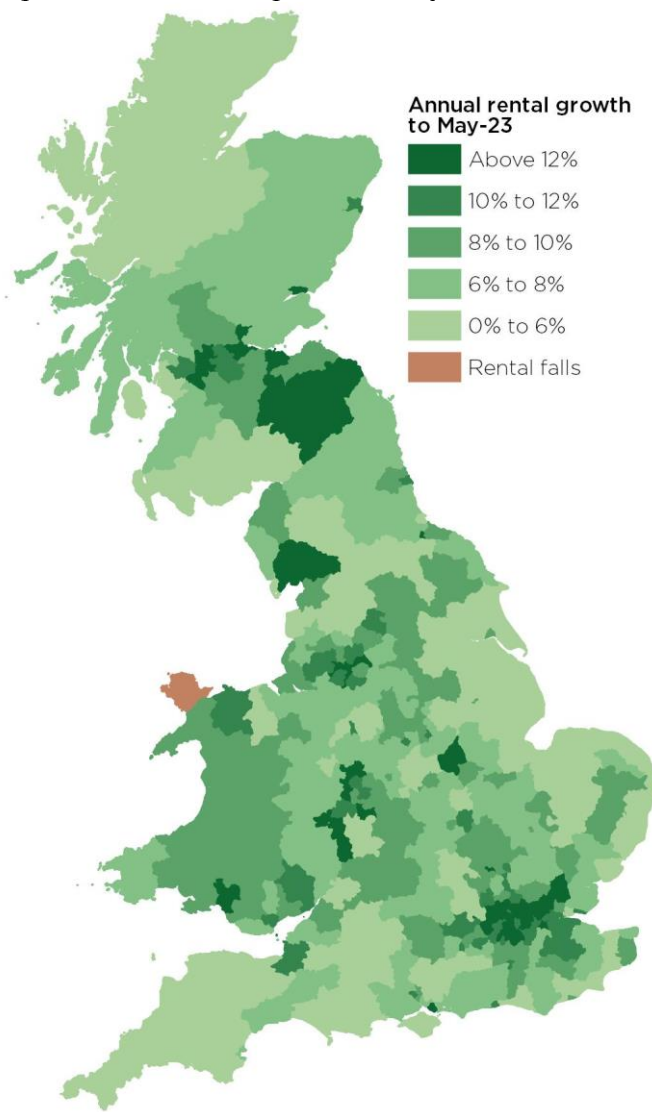 Annual rental growth
to May-23
Above 12%
10% to 12%
8% to 10%
6% to 8%
0% to 6%
Rental falls